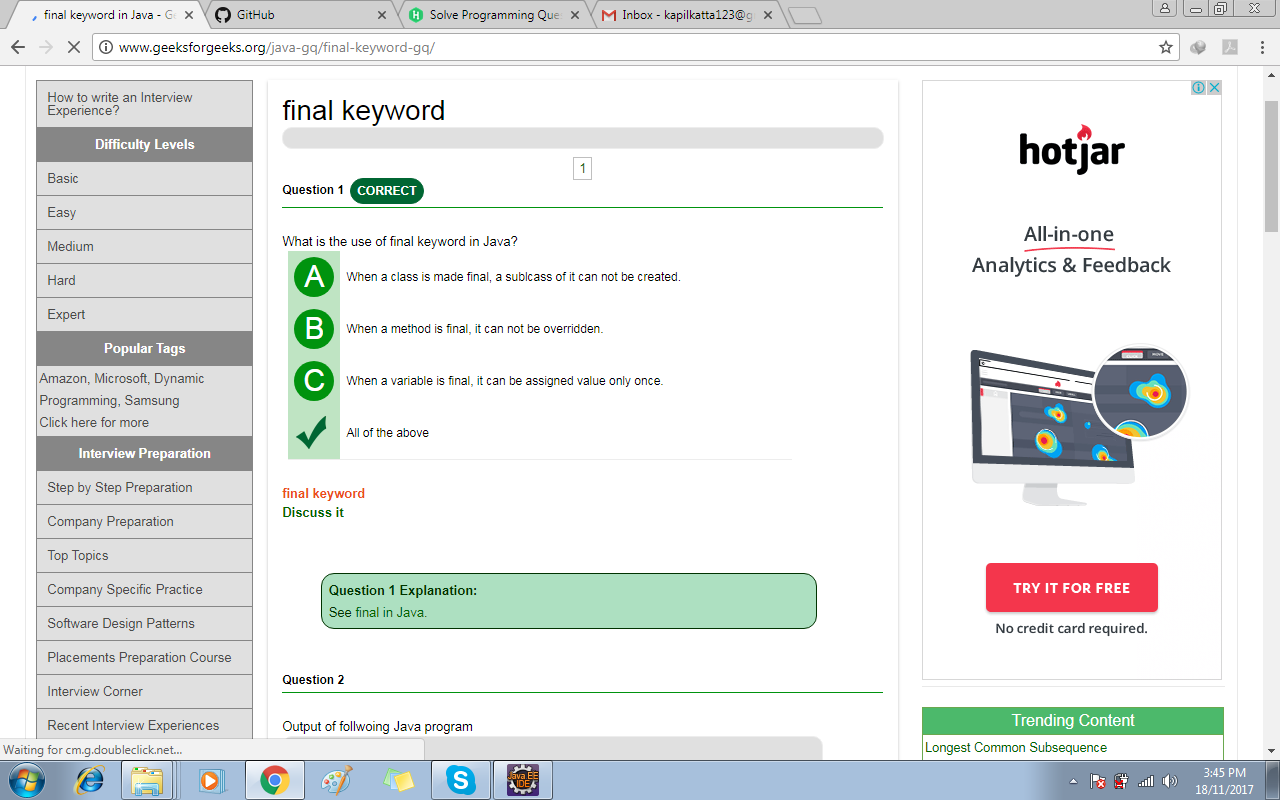 final keyword in Java - Ge
GitHub
Solve Programming Ques
Inbox - kapilkatta123@g
www.geeksforgeeks.org/java-gq/final-keyword-gq/
How to write an Interview
Experience?
Difficulty Levels
Basic
Easy
Medium
Hard
Expert
Popular Tags
Amazon, Microsoft, Dynamic
Programming, Samsung
Click here for more
Interview Preparation
Step by Step Preparation
Company Preparation
Top Topics
Company Specific Practice
Software Design Patterns
Placements Preparation Course
Interview Corner
Recent Interview Experiences
final keyword
1
Question 1 CORRECT
What is the use of final keyword in Java?
A When a class is made final, a sublcass of it can not be created.
B When a method is final, it can not be overridden.
C When a variable is final, it can be assigned value only once.
All of the above
final keyword
Discuss it
Question 1 Explanation:
See final in Java.
Question 2
Output of follwoing Java program
hotjar
All-in-one
Analytics & Feedback
TRY IT FOR FREE
No credit card required.
Trending Content
Longest Common Subsequence
Waiting for cm.g.doubleclick.net...
Java EE
IDE
3:45 PM
18/11/2017